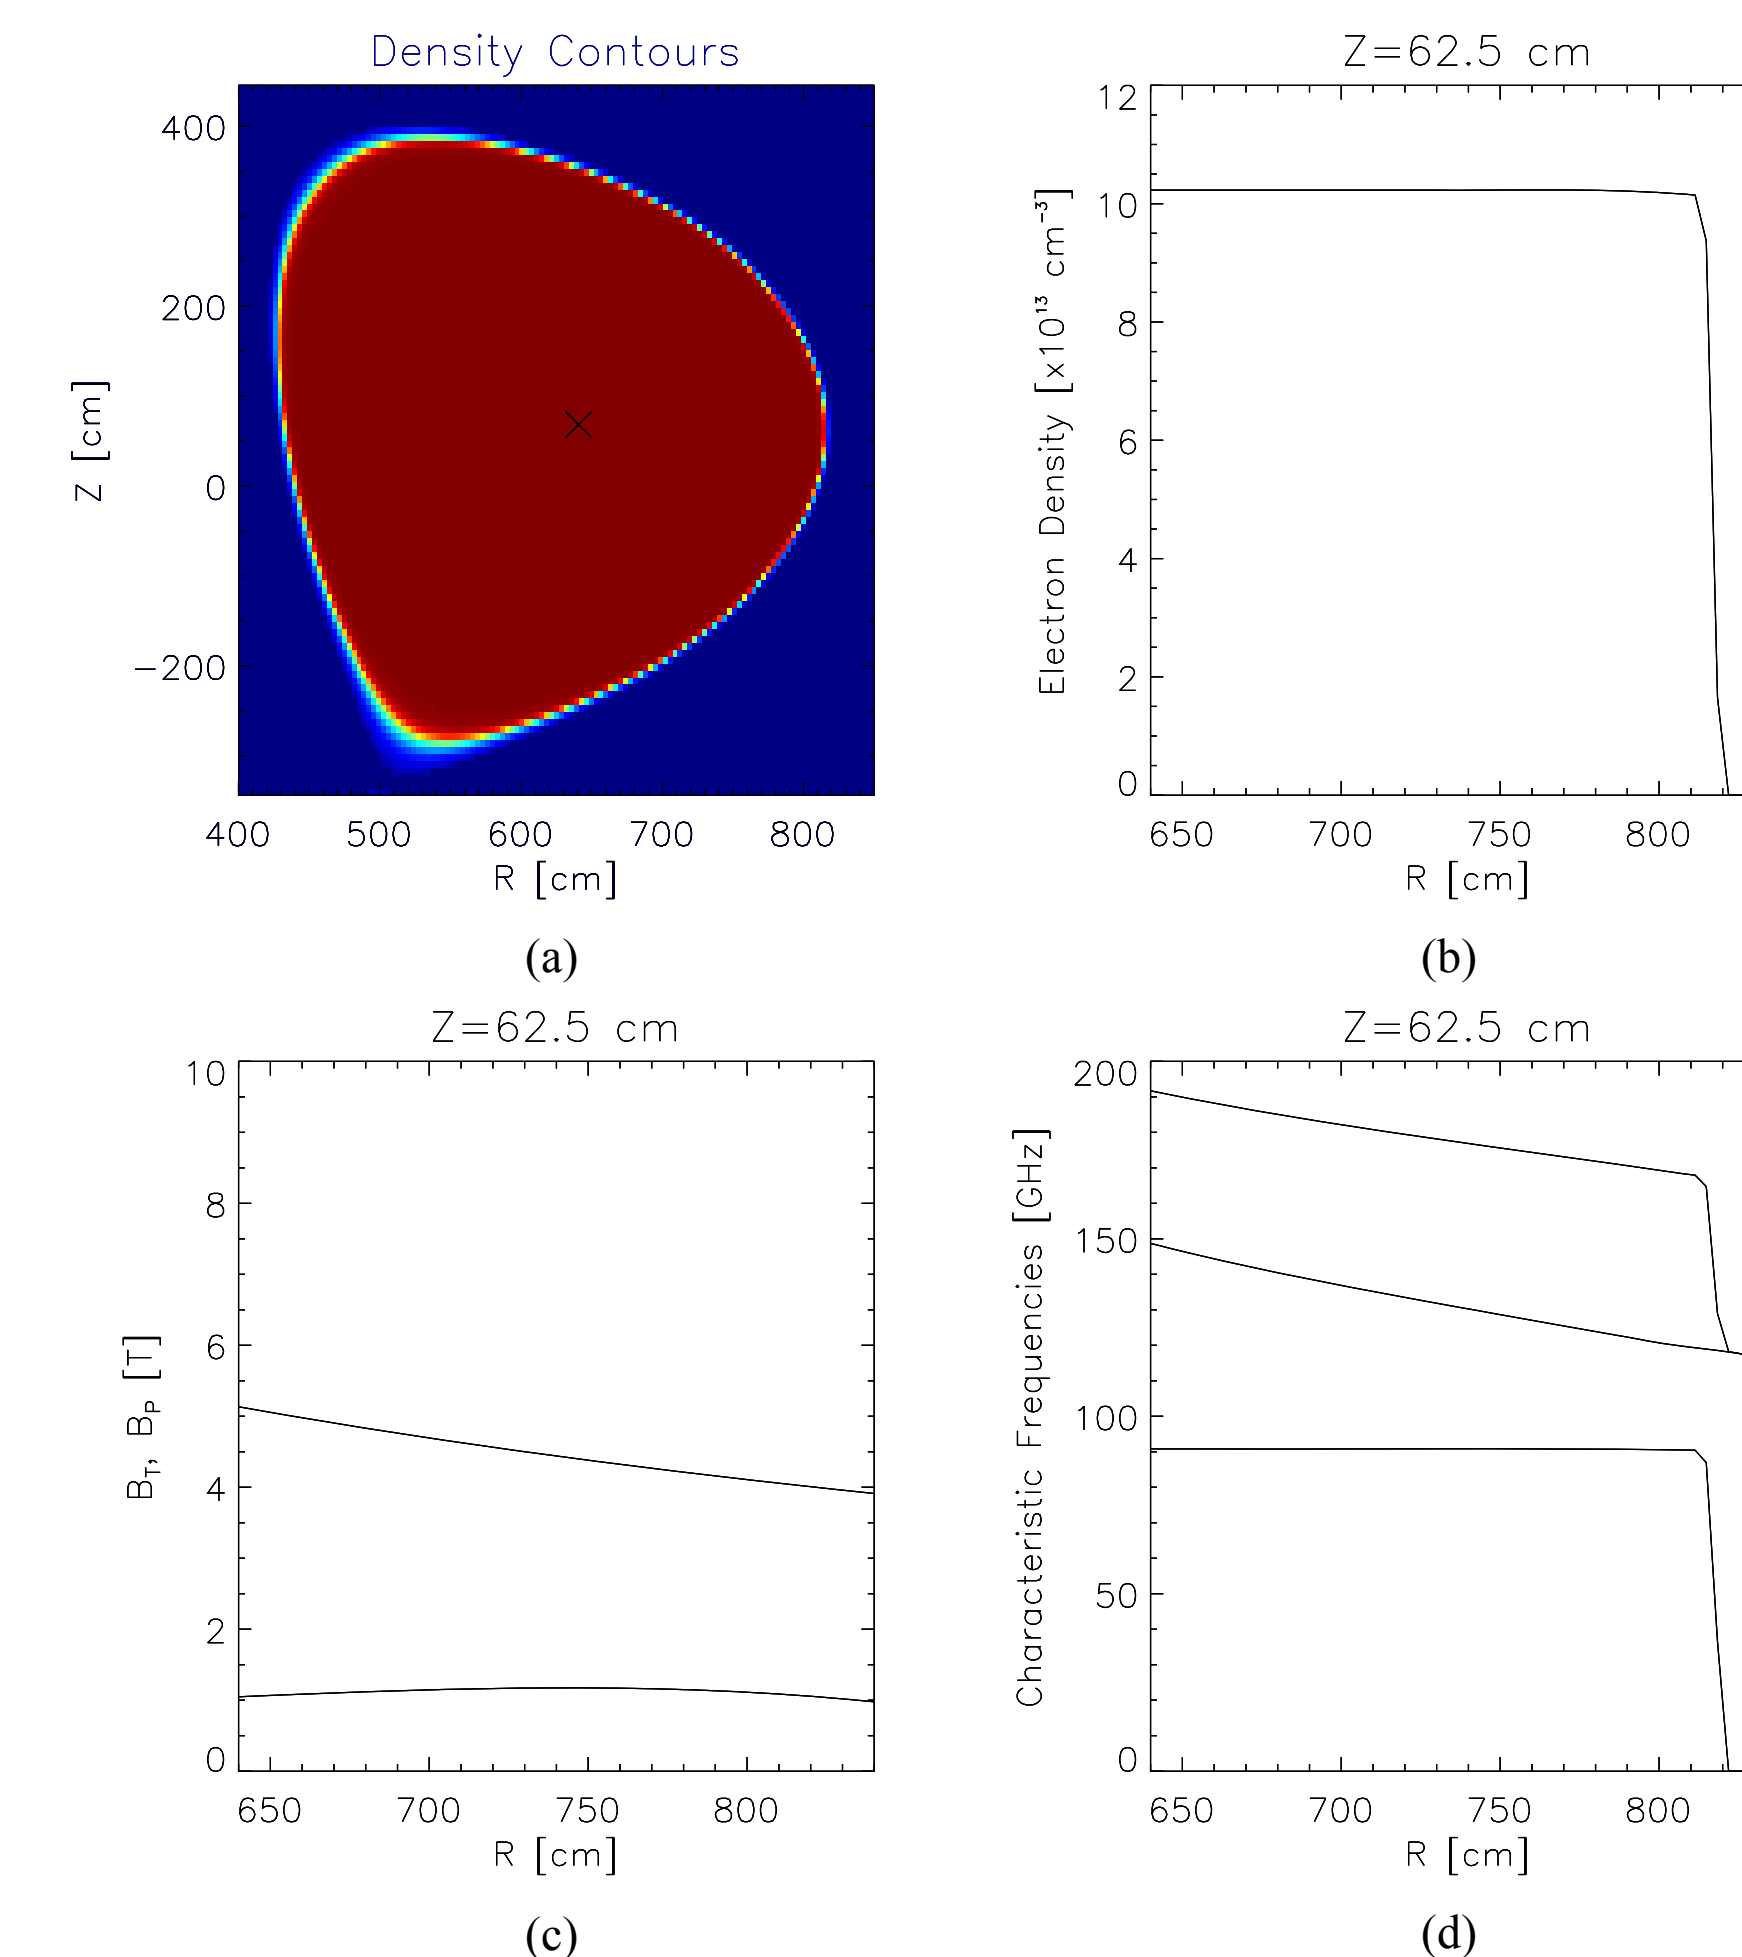 Density Contours
400
200
0
−200
Z [cm]
400 500 600 700 800
R [cm]
(a)
Z=62.5 cm
12
10
8
6
4
2
0
Electron Density [x10¹³ cm⁻³]
650 700 750 800
R [cm]
(b)
Z=62.5 cm
10
8
6
4
2
0
B_T, B_P [T]
650 700 750 800
R [cm]
(c)
Z=62.5 cm
200
150
100
50
0
Characteristic Frequencies [GHz]
650 700 750 800
R [cm]
(d)